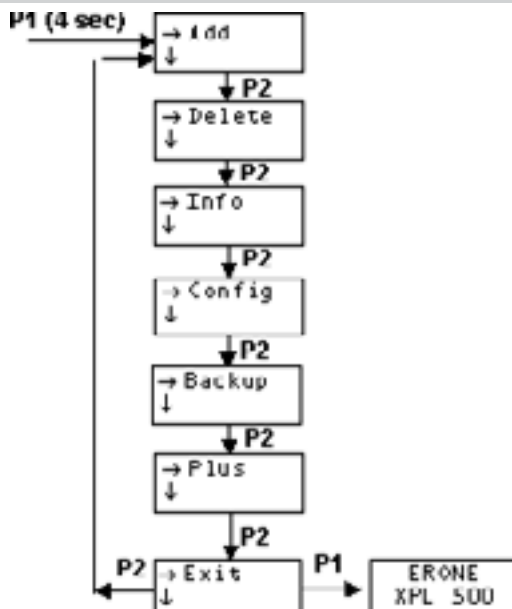 P1 (4 sec)
→ Add
↓
P2
→ Delete
↓
P2
→ Info
↓
P2
→ Config
↓
P2
→ Backup
↓
P2
→ Plus
↓
P2
P2
→ Exit
↓
P1
ERONE
XPL 500